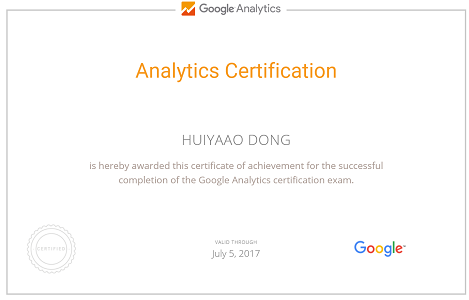 Google Analytics
Analytics Certification
HUIYAAO DONG
is hereby awarded this certificate of achievement for the successful
completion of the Google Analytics certification exam.
CERTIFIED
VALID THROUGH
July 5, 2017
Google™